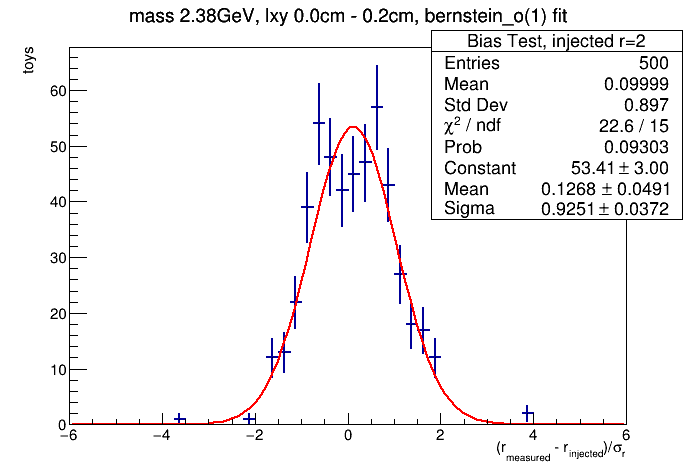 mass 2.38GeV, lxy 0.0cm - 0.2cm, bernstein_o(1) fit
toys
Bias Test, injected r=2
Entries 500
Mean 0.09999
Std Dev 0.897
χ² / ndf 22.6 / 15
Prob 0.09303
Constant 53.41 ± 3.00
Mean 0.1268 ± 0.0491
Sigma 0.9251 ± 0.0372
60
50
40
30
20
10
0
−6 −4 −2 0 2 4 6
(r_measured - r_injected)/σ_r